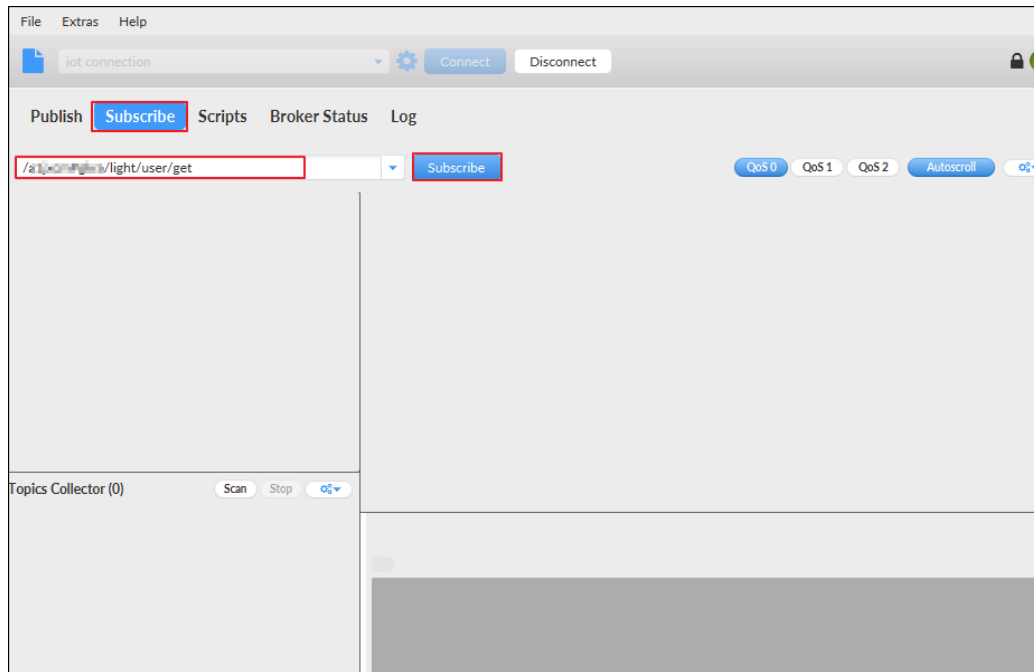 File Extras Help
iot connection Connect Disconnect
Publish Subscribe Scripts Broker Status Log
/light/user/get Subscribe QoS 0 QoS 1 QoS 2 Autoscroll
Topics Collector (0) Scan Stop